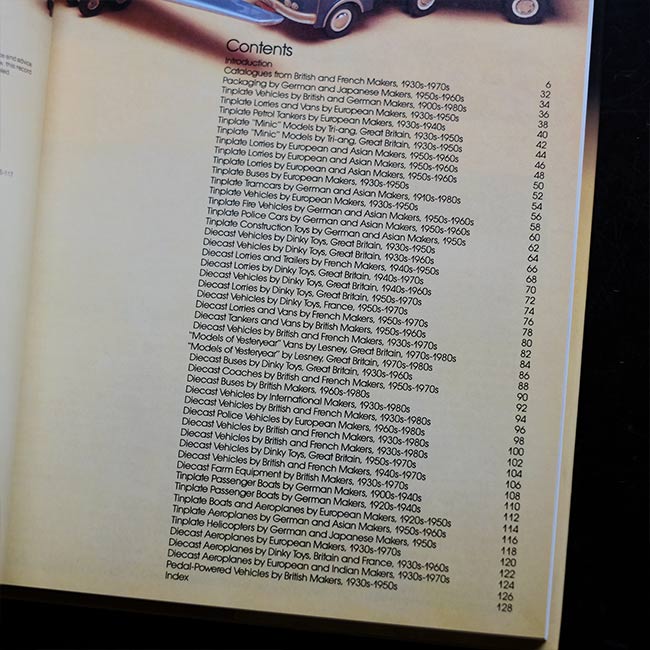 Contents
Introduction 6
Catalogues from British and French Makers, 1930s-1970s 32
Packaging by German and Japanese Makers, 1950s-1960s 34
Tinplate Vehicles by British and German Makers, 1900s-1980s 36
Tinplate Lorries and Vans by European Makers, 1930s-1950s 38
Tinplate Petrol Tankers by European Makers, 1930s-1940s 40
Tinplate "Minic" Models by Tri-ang, Great Britain, 1930s-1950s 42
Tinplate "Minic" Models by Tri-ang, Great Britain, 1930s-1950s 44
Tinplate Lorries by European and Asian Makers, 1950s-1960s 46
Tinplate Lorries by European and Asian Makers, 1950s-1960s 48
Tinplate Lorries by European and Asian Makers, 1950s-1960s 50
Tinplate Buses by European Makers, 1930s-1950s 52
Tinplate Tramcars by German and Asian Makers, 1910s-1980s 54
Tinplate Vehicles by European Makers, 1930s 56
Tinplate Fire Vehicles by German and Asian Makers, 1950s-1960s 58
Tinplate Police Cars by German and Asian Makers, 1950s-1960s 60
Tinplate Construction Toys by German and Asian Makers, 1950s 62
Diecast Vehicles by Dinky Toys, Great Britain, 1930s-1950s 64
Diecast Vehicles by Dinky Toys, Great Britain, 1930s-1960s 66
Diecast Lorries and Trailers by French Makers, 1940s-1950s 68
Diecast Lorries by Dinky Toys, Great Britain, 1940s-1970s 70
Diecast Vehicles by Dinky Toys, Great Britain, 1940s-1960s 72
Diecast Lorries by Dinky Toys, Great Britain, 1950s-1970s 74
Diecast Vehicles by Dinky Toys, France, 1950s-1970s 76
Diecast Lorries and Vans by French Makers, 1950s-1970s 78
Diecast Tankers and Vans by British Makers, 1950s-1960s 80
Diecast Vehicles by British and French Makers, 1930s-1970s 82
"Models of Yesteryear" Vans by Lesney, Great Britain, 1970s-1980s 84
"Models of Yesteryear" by Lesney, Great Britain, 1960s-1970s 86
Diecast Buses by Dinky Toys, Great Britain, 1930s-1960s 88
Diecast Coaches by British and French Makers, 1950s-1970s 90
Diecast Buses by British Makers, 1960s-1980s 92
Diecast Vehicles by International Makers, 1930s-1980s 94
Diecast Vehicles by British and French Makers, 1930s-1980s 96
Diecast Police Vehicles by European Makers, 1960s-1980s 98
Diecast Vehicles by British and French Makers, 1930s-1980s 100
Diecast Vehicles by British and French Makers, 1930s-1980s 102
Diecast Vehicles by Dinky Toys, Great Britain, 1950s-1970s 104
Diecast Vehicles by British and French Makers, 1940s-1970s 106
Diecast Farm Equipment by British Makers, 1930s-1970s 108
Tinplate Passenger Boats by German Makers, 1900s-1940s 110
Tinplate Passenger Boats by German Makers, 1920s-1940s 112
Tinplate Boats and Aeroplanes by European Makers, 1920s-1950s 114
Tinplate Aeroplanes by German and Asian Makers, 1950s-1960s 116
Tinplate Helicopters by German and Japanese Makers, 1950s 118
Diecast Aeroplanes by European Makers, 1930s-1970s 120
Diecast Aeroplanes by Dinky Toys, Britain and France, 1930s-1960s 122
Diecast Aeroplanes by European and Indian Makers, 1930s-1970s 124
Pedal-Powered Vehicles by British Makers, 1930s-1950s 126
Index 128